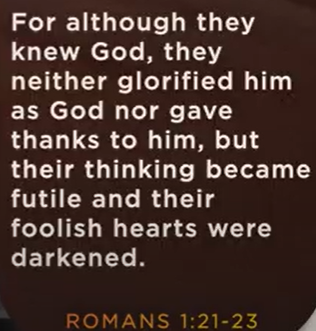 For although they
knew God, they
neither glorified him
as God nor gave
thanks to him, but
their thinking became
futile and their
foolish hearts were
darkened.
ROMANS 1:21-23